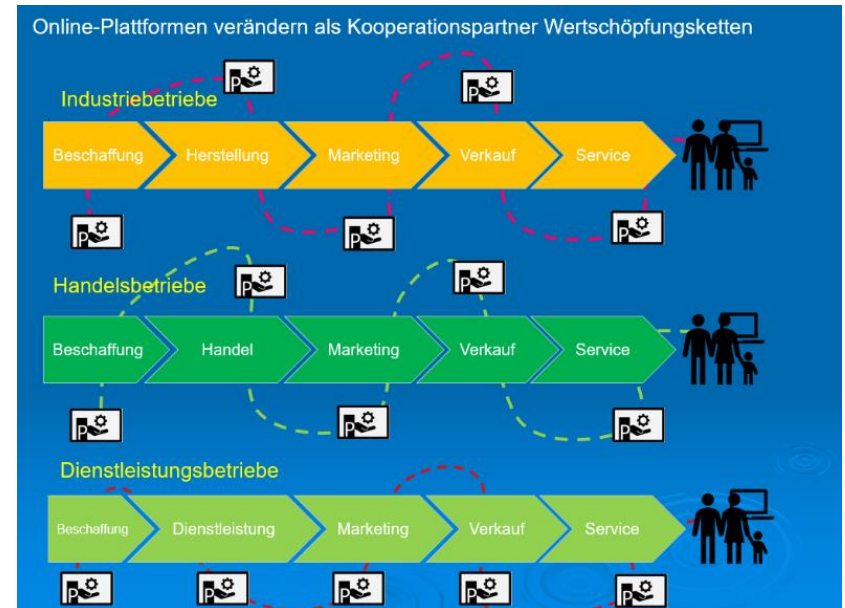 Online-Plattformen verändern als Kooperationspartner Wertschöpfungsketten
P
P
Industriebetriebe
Beschaffung Herstellung Marketing Verkauf Service
P
P
P
Handelsbetriebe
P
P
Beschaffung Handel Marketing Verkauf Service
P
P
P
Dienstleistungsbetriebe
Beschaffung Dienstleistung Marketing Verkauf Service
P
P
P
P
P